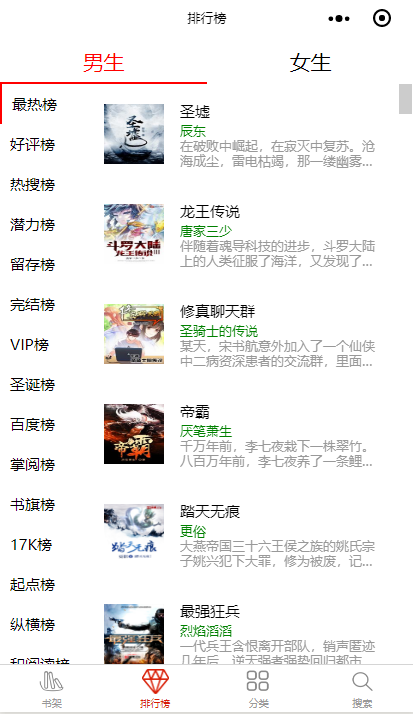 排行榜
男生
女生
最热榜
好评榜
热搜榜
潜力榜
留存榜
完结榜
VIP榜
圣诞榜
百度榜
掌阅榜
书旗榜
17K榜
起点榜
纵横榜
和阅读榜
圣墟
圣墟
辰东
在破败中崛起，在寂灭中复苏。沧
海成尘，雷电枯竭，那一缕幽雾...
斗罗大陆
龙王传说
龙王传说
唐家三少
伴随着魂导科技的进步，斗罗大陆
上的人类征服了海洋，又发现了...
修真聊天群
圣骑士的传说
某天，宋书航意外加入了一个仙侠
中二病资深患者的交流群，里面...
帝霸
帝霸
厌笔萧生
千万年前，李七夜栽下一株翠竹。
八百万年前，李七夜养了一条鲤...
踏天无痕
踏天无痕
更俗
大燕帝国三十六王侯之族的姚氏宗
子姚兴犯下大罪，修为被废，记...
最强狂兵
最强狂兵
烈焰滔滔
一代兵王含恨离开部队，销声匿迹
几年后，逆天强者强势回归都市，
书架
排行榜
分类
搜索